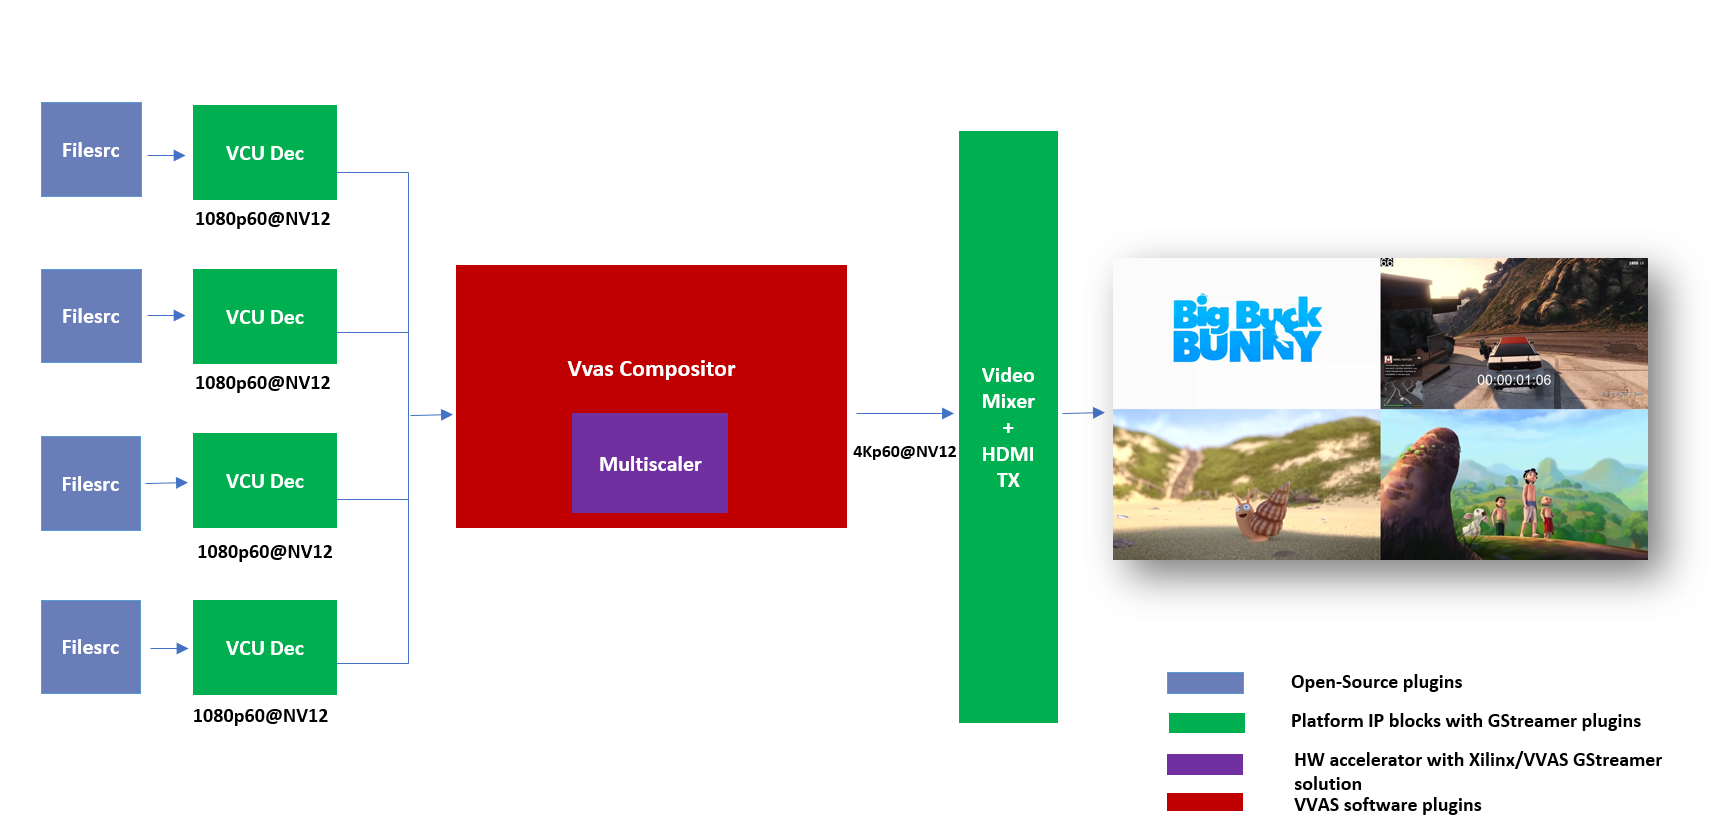 Filesrc
VCU Dec
1080p60@NV12
Filesrc
VCU Dec
1080p60@NV12
Filesrc
VCU Dec
1080p60@NV12
Filesrc
VCU Dec
1080p60@NV12
Vvas Compositor
Multiscaler
4Kp60@NV12
Video
Mixer
+
HDMI
TX
Big Buck
BUNNY
00:00:01:06
Open-Source plugins
Platform IP blocks with GStreamer plugins
HW accelerator with Xilinx/VVAS GStreamer
solution
VVAS software plugins